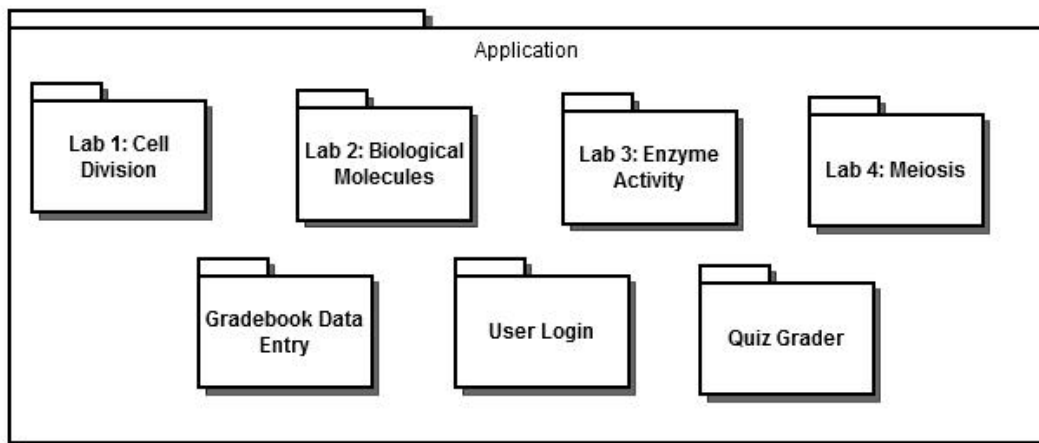 Application
Lab 1: Cell
Division
Lab 2: Biological
Molecules
Lab 3: Enzyme
Activity
Lab 4: Meiosis
Gradebook Data
Entry
User Login
Quiz Grader